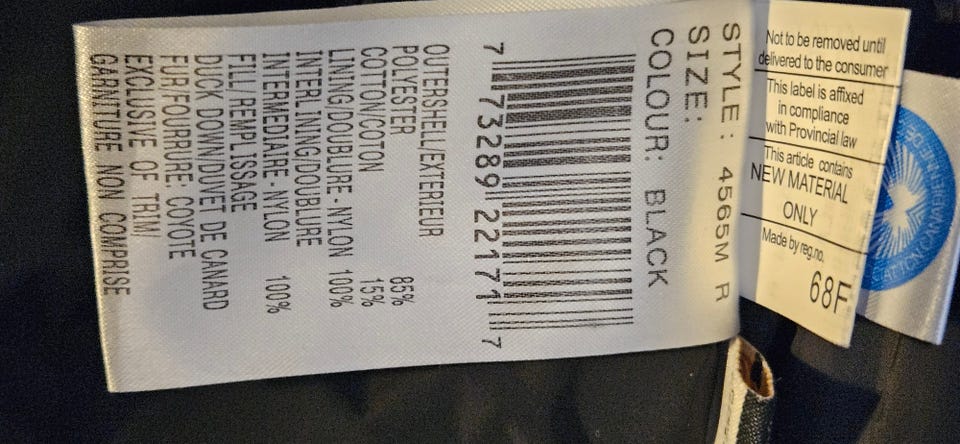 STYLE: 4565M R
SIZE:
COLOUR: BLACK
7 73289 22171 7
OUTERSHEL/EXTERIEUR
POLYESTER 85%
COTTON/COTON 15%
LINING/DOUBLURE-NYLON 100%
INTERLINING/DOUBLURE
INTERMEDIAIRE-NYLON 100%
FILL/REMPLISSAGE
DUCK DOWN/DUVET DE CANARD
FUR/FOURRURE: COYOTE
EXCLUSIVE OF TRIM
GARNITURE NON COMPRISE
Not to be removed until
delivered to the consumer
This label is affixed
in compliance
with Provincial law
This article contains
NEW MATERIAL
ONLY
Made by reg.no.
68F